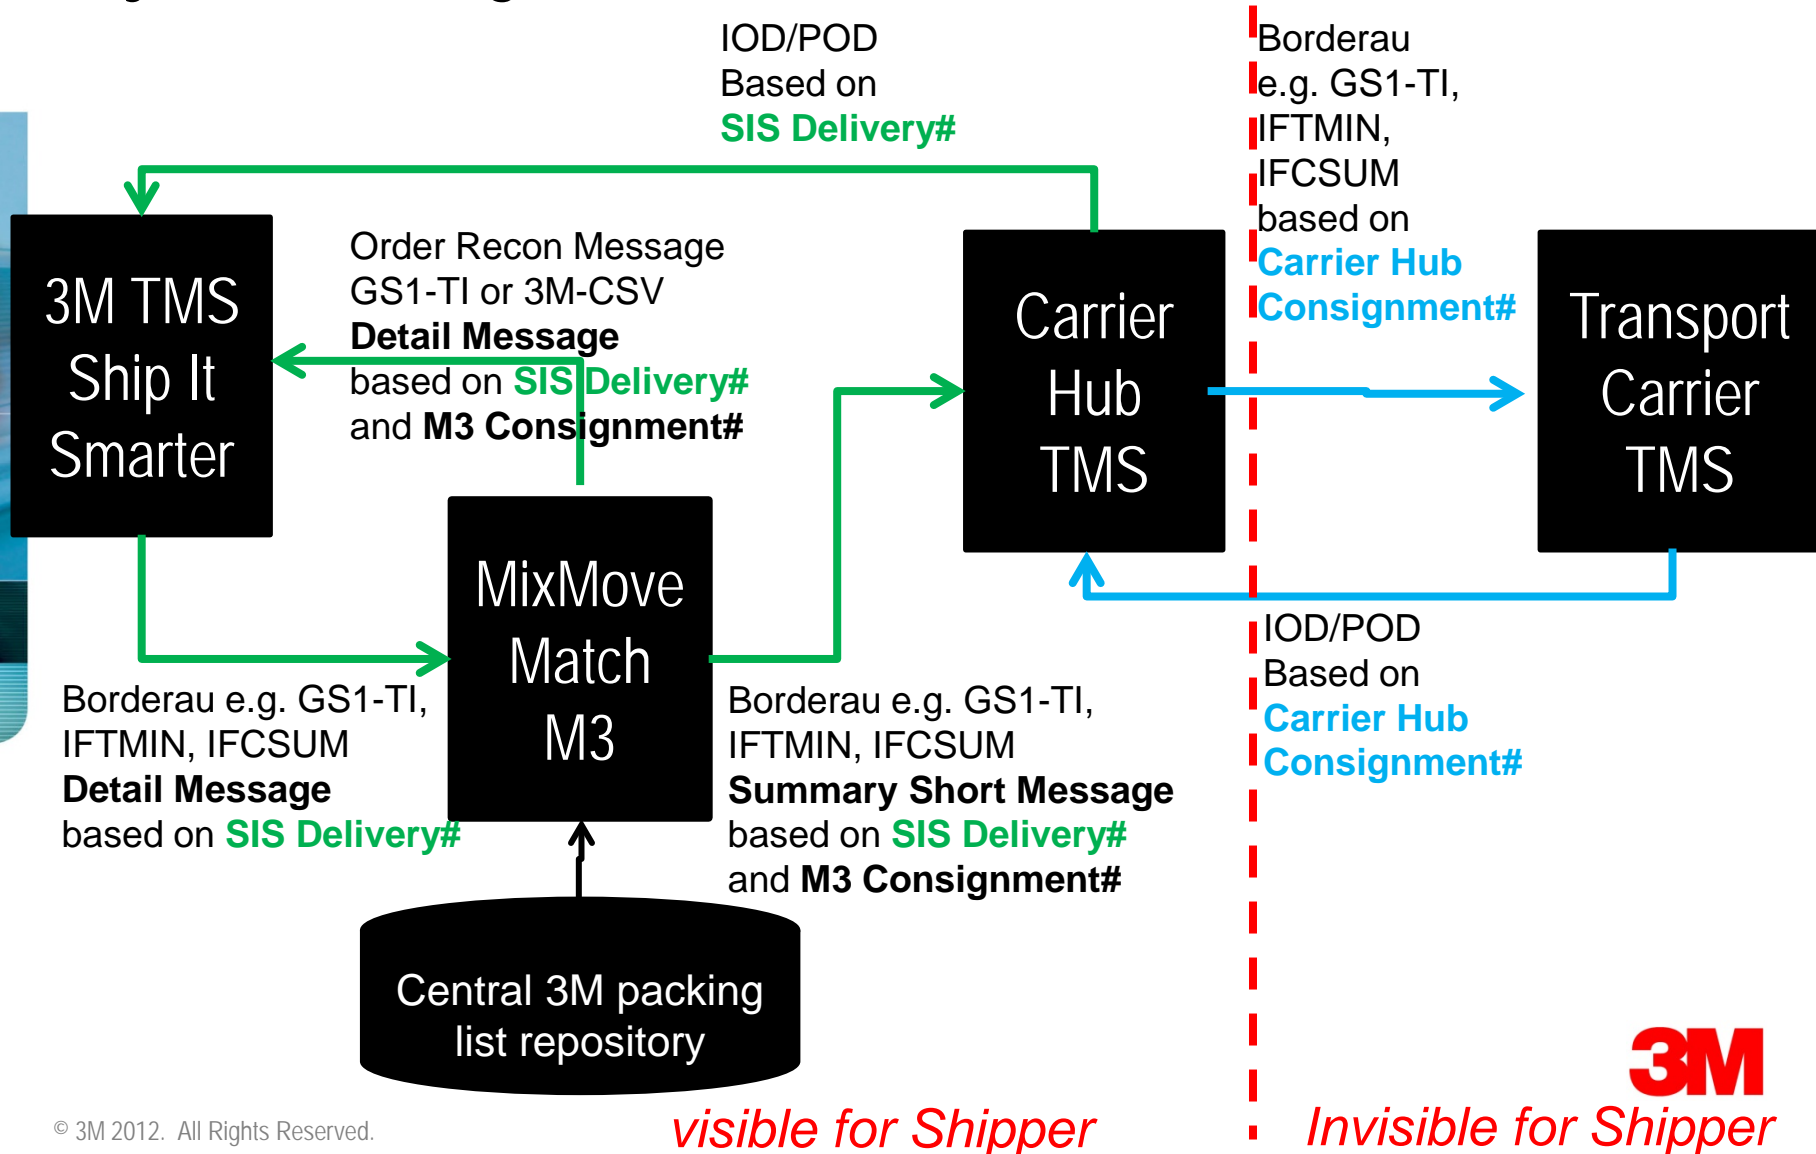 IOD/POD
Based on
SIS Delivery#
Borderau
e.g. GS1-TI,
IFTMIN,
IFCSUM
based on
Carrier Hub
Consignment#
3M TMS
Ship It
Smarter
Order Recon Message
GS1-TI or 3M-CSV
Detail Message
based on SIS Delivery#
and M3 Consignment#
Carrier
Hub
TMS
Transport
Carrier
TMS
MixMove
Match
M3
Borderau e.g. GS1-TI,
IFTMIN, IFCSUM
Detail Message
based on SIS Delivery#
Borderau e.g. GS1-TI,
IFTMIN, IFCSUM
Summary Short Message
based on SIS Delivery#
and M3 Consignment#
IOD/POD
Based on
Carrier Hub
Consignment#
Central 3M packing
list repository
3M
© 3M 2012. All Rights Reserved.
visible for Shipper
Invisible for Shipper